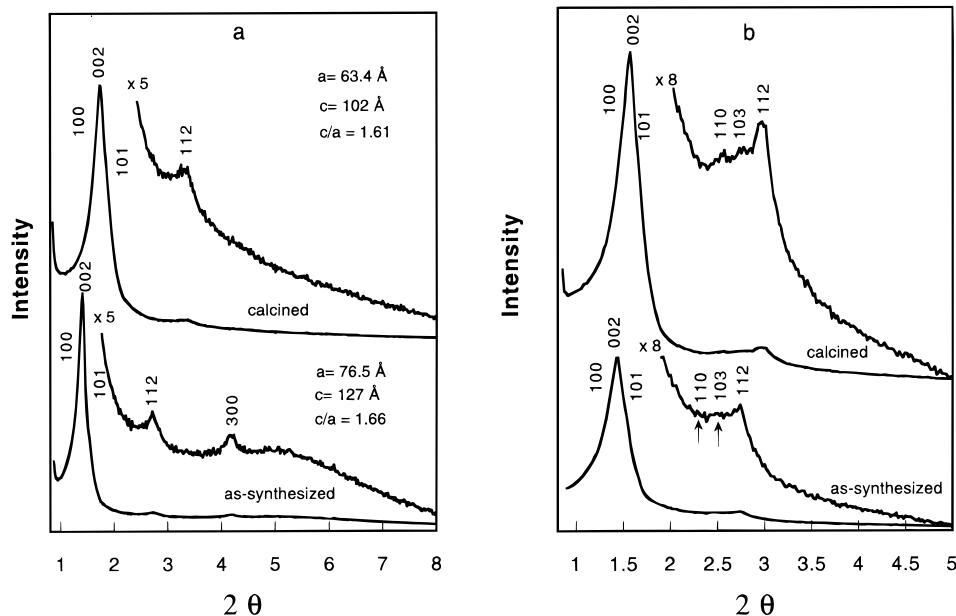 a
002
100
101
x 5
112
a= 63.4 Å
c= 102 Å
c/a = 1.61
calcined
002
100
101
x 5
112
300
a= 76.5 Å
c= 127 Å
c/a = 1.66
as-synthesized
Intensity
1 2 3 4 5 6 7 8
2 θ
b
002
100
101
x 8
110
103
112
calcined
002
100
101
x 8
110
103
112
as-synthesized
Intensity
1 1.5 2 2.5 3 3.5 4 4.5 5
2 θ